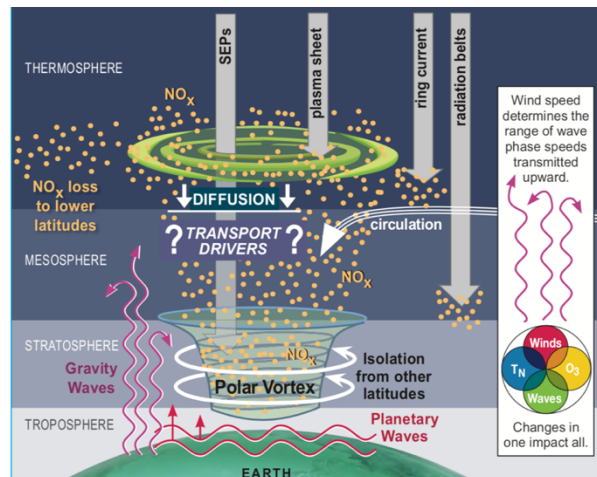 THERMOSPHERE
NOx
SEPs
plasma sheet
ring current
radiation belts
NOx loss
to lower
latitudes
DIFFUSION
? TRANSPORT
DRIVERS ?
circulation
MESOSPHERE
NOx
STRATOSPHERE
Gravity
Waves
NOx
Polar Vortex
Isolation
from other
latitudes
TROPOSPHERE
Planetary
Waves
EARTH
Wind speed
determines the
range of wave
phase speeds
transmitted
upward.
Winds
TN
O3
Waves
Changes in
one impact all.